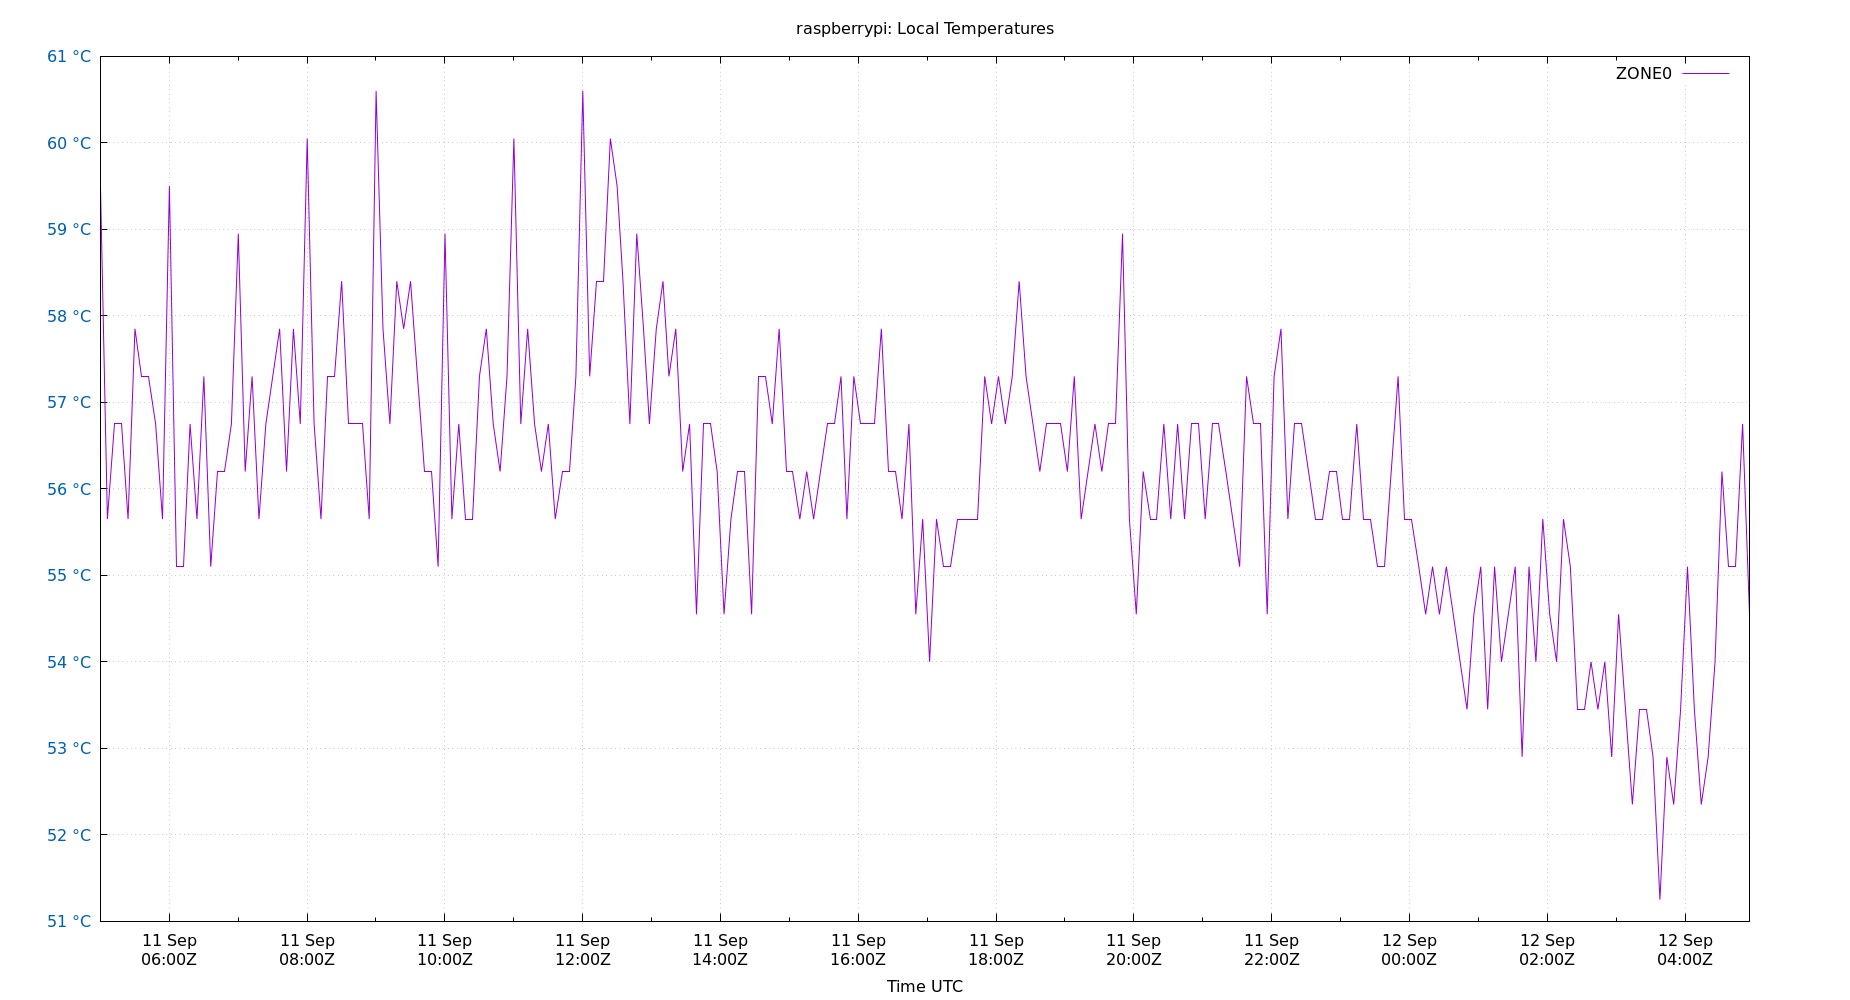 raspberrypi: Local Temperatures
61 °C
ZONE0
60 °C
59 °C
58 °C
57 °C
56 °C
55 °C
54 °C
53 °C
52 °C
51 °C
11 Sep 11 Sep 11 Sep 11 Sep 11 Sep 11 Sep 11 Sep 11 Sep 11 Sep 12 Sep 12 Sep 12 Sep
06:00Z 08:00Z 10:00Z 12:00Z 14:00Z 16:00Z 18:00Z 20:00Z 22:00Z 00:00Z 02:00Z 04:00Z
Time UTC